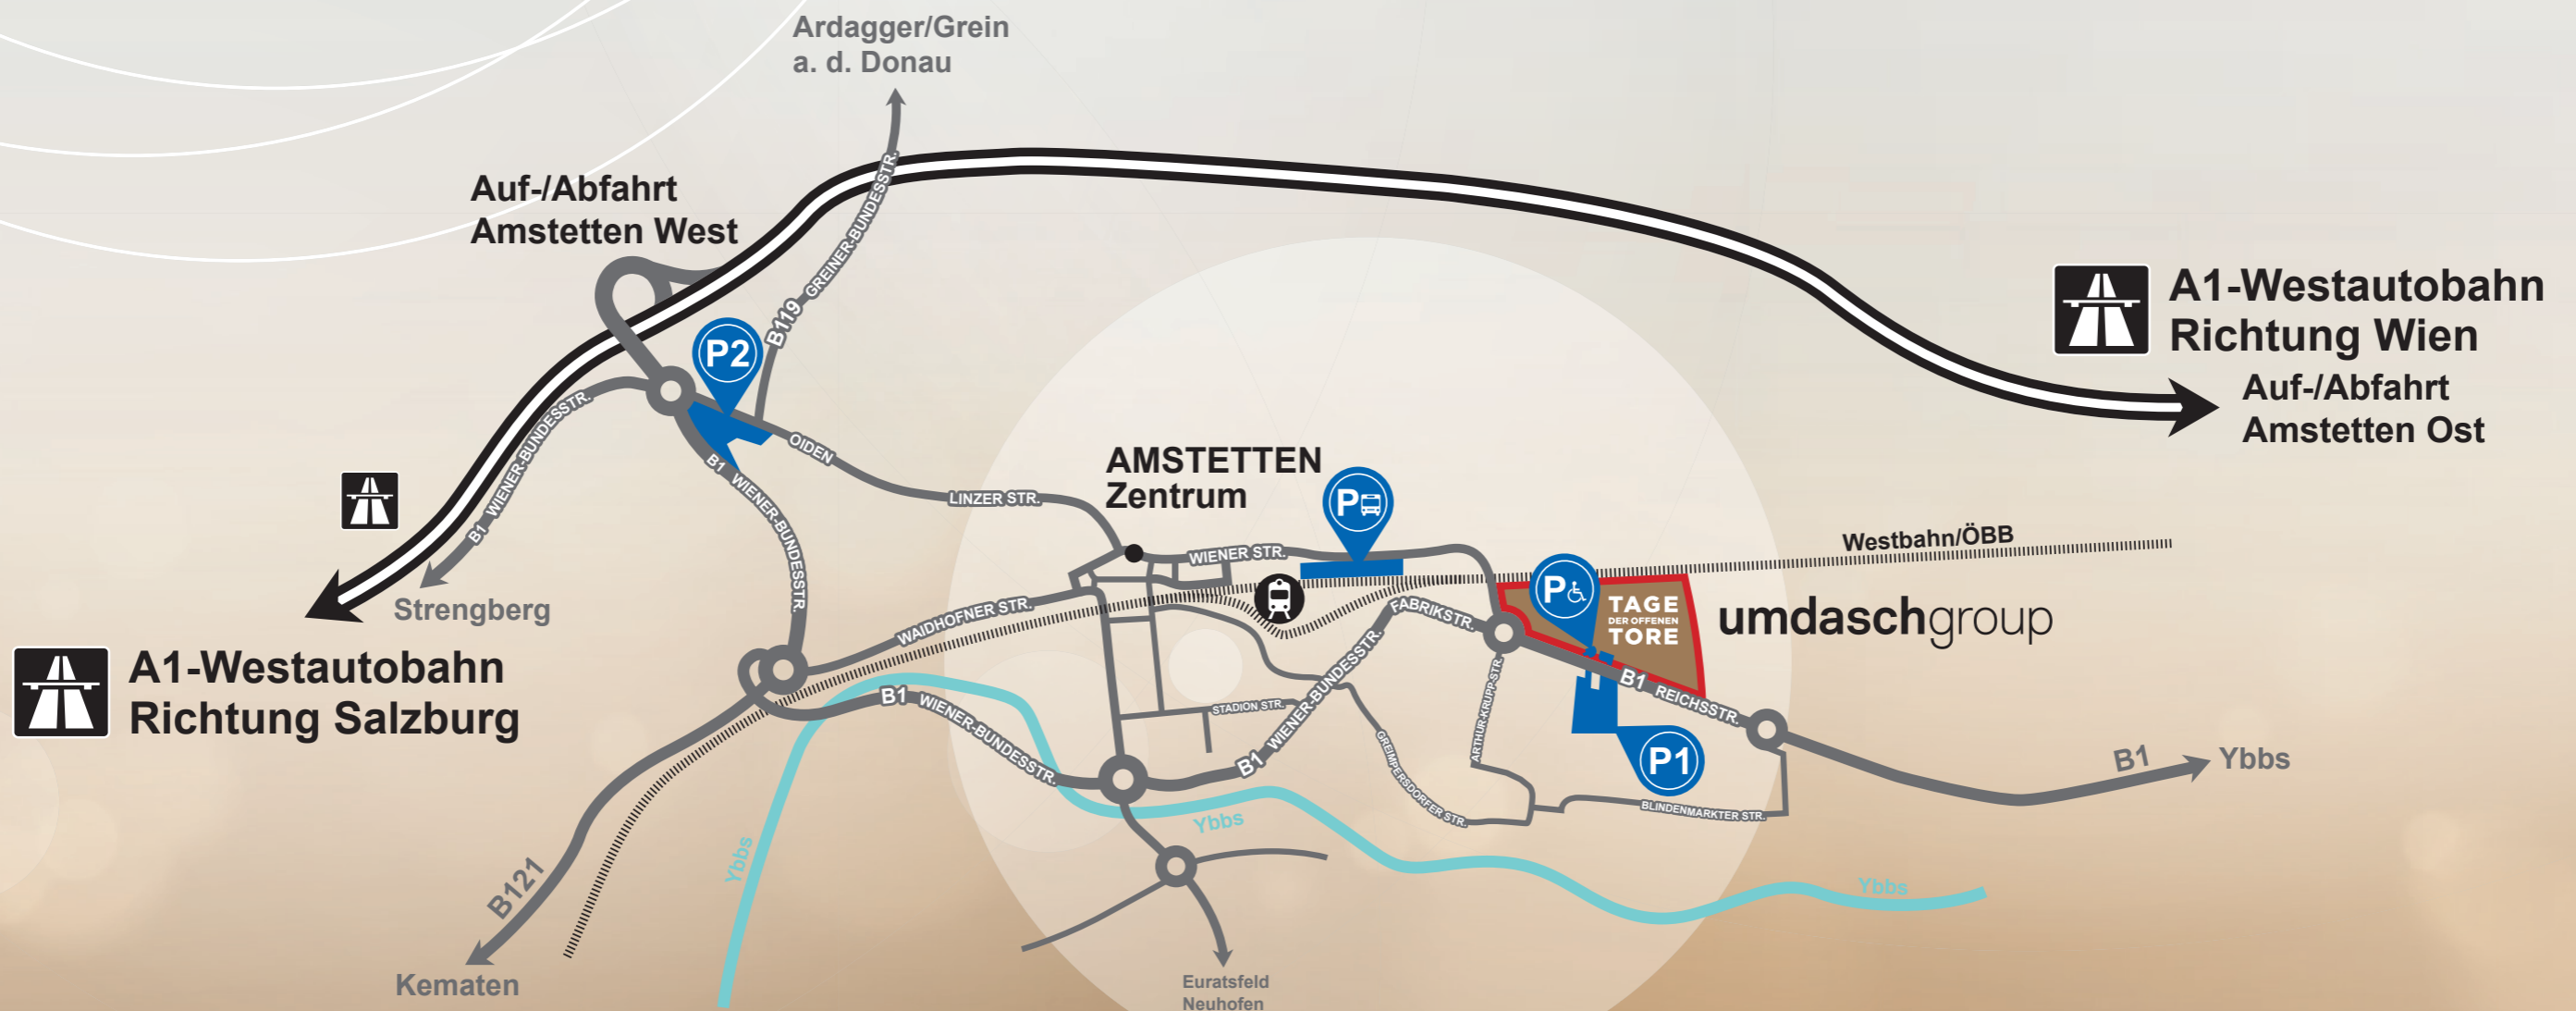 Ardagger/Grein
a. d. Donau
Auf-/Abfahrt
Amstetten West
B119 GREINER-BUNDESSTR.
P2
A1-Westautobahn
Richtung Wien
Auf-/Abfahrt
Amstetten Ost
B1 WIENER-BUNDESSTR.
OIDEN
B1 WIENER-BUNDESSTR.
LINZER STR.
AMSTETTEN
Zentrum
P
WIENER STR.
Westbahn/ÖBB
Strengberg
WAIDHOFNER STR.
FABRIKSTR.
P
TAGE
DER OFFENEN
TORE
umdaschgroup
A1-Westautobahn
Richtung Salzburg
B1 WIENER-BUNDESSTR.
STADION STR.
B1 WIENER-BUNDESSTR.
ARTHUR-KRUPP-STR.
B1 REICHSSTR.
GREIMPERSDORFER STR.
P1
B1
Ybbs
BLINDENMARKTER STR.
Ybbs
Ybbs
Ybbs
B121
Kematen
Euratsfeld
Neuhofen